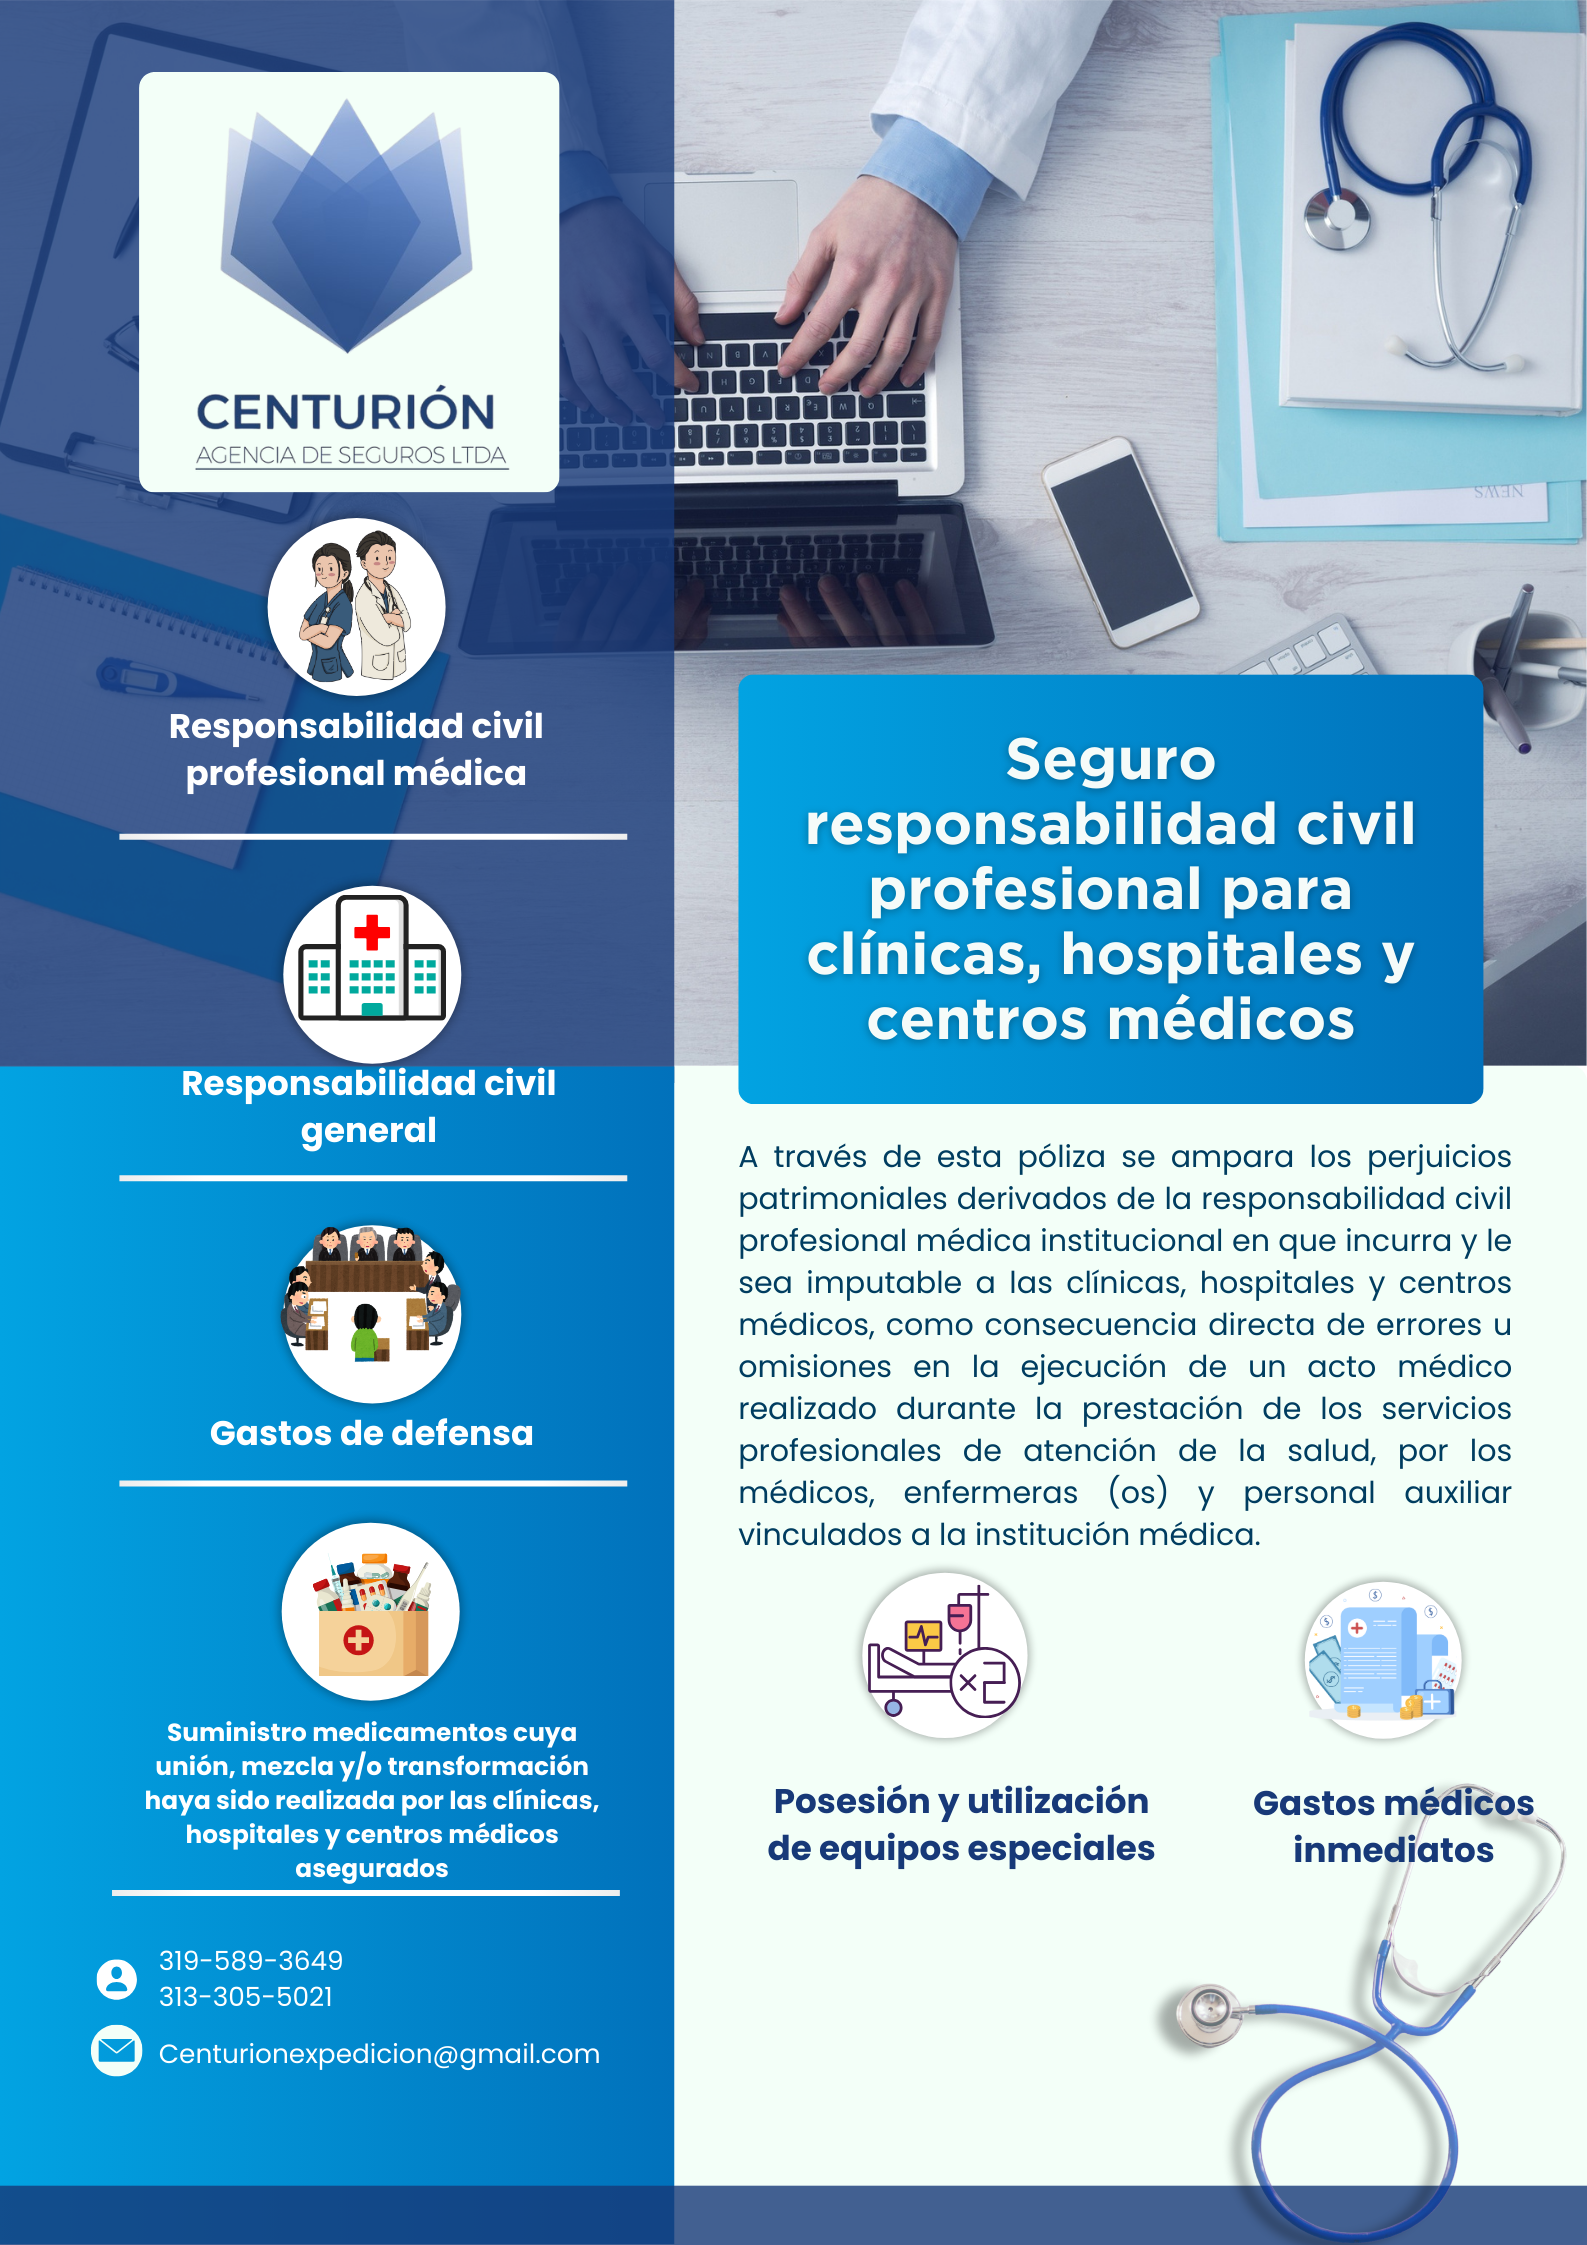 CENTURIÓN
AGENCIA DE SEGUROS LTDA
Responsabilidad civil
profesional médica
Responsabilidad civil
general
Gastos de defensa
Suministro medicamentos cuya
unión, mezcla y/o transformación
haya sido realizada por las clínicas,
hospitales y centros médicos
asegurados
319-589-3649
313-305-5021
Centurionexpedicion@gmail.com
NEWS
Seguro
responsabilidad civil
profesional para
clínicas, hospitales y
centros médicos
A través de esta póliza se ampara los perjuicios
patrimoniales derivados de la responsabilidad civil
profesional médica institucional en que incurra y le
sea imputable a las clínicas, hospitales y centros
médicos, como consecuencia directa de errores u
omisiones en la ejecución de un acto médico
realizado durante la prestación de los servicios
profesionales de atención de la salud, por los
médicos, enfermeras (os) y personal auxiliar
vinculados a la institución médica.
×2
Posesión y utilización
de equipos especiales
Gastos médicos
inmediatos